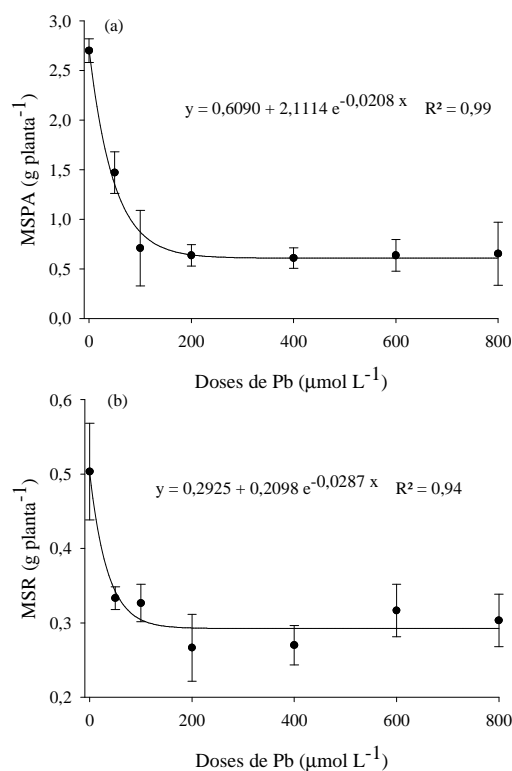 (a)
3,0
2,5
2,0
1,5
1,0
0,5
0,0
MSPA (g planta-1)
y = 0,6090 + 2,1114 e-0,0208 x R² = 0,99
0 200 400 600 800
Doses de Pb (μmol L-1)
(b)
0,6
0,5
0,4
0,3
0,2
MSR (g planta-1)
y = 0,2925 + 0,2098 e-0,0287 x R² = 0,94
0 200 400 600 800
Doses de Pb (μmol L-1)